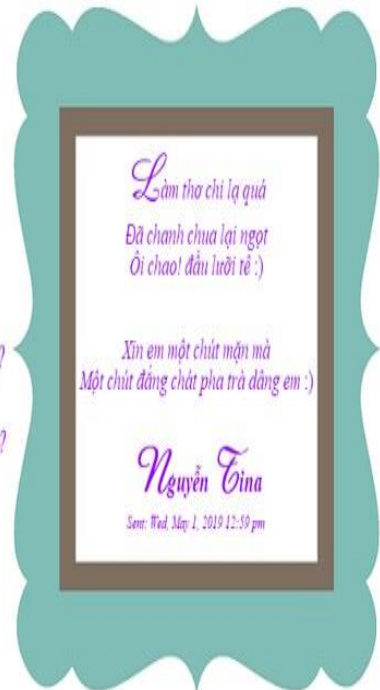 Làm thơ chi lạ quá
Đã chanh chua lại ngọt
Ôi chao! đầu lưỡi tê :)
Xin em một chút mặn mà
Một chút đắng chát pha trà dâng em :)
Nguyễn Tina
Sent: Wed, May 1, 2019 12:59 pm
?
?